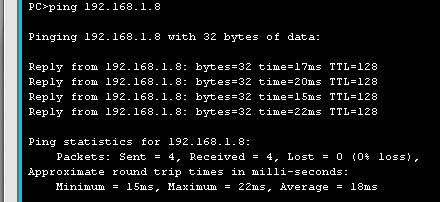 PC>ping 192.168.1.8
Pinging 192.168.1.8 with 32 bytes of data:
Reply from 192.168.1.8: bytes=32 time=17ms TTL=128
Reply from 192.168.1.8: bytes=32 time=20ms TTL=128
Reply from 192.168.1.8: bytes=32 time=15ms TTL=128
Reply from 192.168.1.8: bytes=32 time=22ms TTL=128
Ping statistics for 192.168.1.8:
Packets: Sent = 4, Received = 4, Lost = 0 (0% loss),
Approximate round trip times in milli-seconds:
Minimum = 15ms, Maximum = 22ms, Average = 18ms